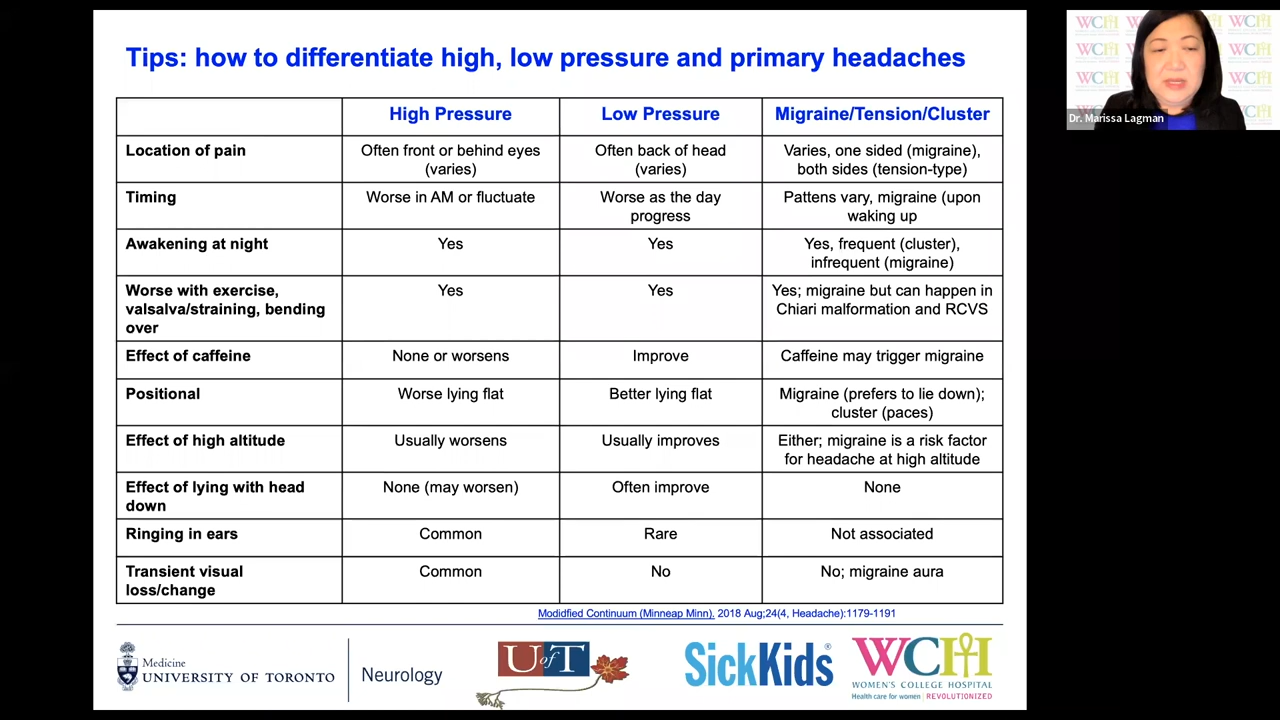 Tips: how to differentiate high, low pressure and primary headaches
High Pressure
Low Pressure
Migraine/Tension/Cluster
Location of pain
Often front or behind eyes
(varies)
Often back of head
(varies)
Varies, one sided (migraine),
both sides (tension-type)
Timing
Worse in AM or fluctuate
Worse as the day
progress
Pattens vary, migraine (upon
waking up
Awakening at night
Yes
Yes
Yes, frequent (cluster),
infrequent (migraine)
Worse with exercise,
valsalva/straining, bending
over
Yes
Yes
Yes; migraine but can happen in
Chiari malformation and RCVS
Effect of caffeine
None or worsens
Improve
Caffeine may trigger migraine
Positional
Worse lying flat
Better lying flat
Migraine (prefers to lie down);
cluster (paces)
Effect of high altitude
Usually worsens
Usually improves
Either; migraine is a risk factor
for headache at high altitude
Effect of lying with head
down
None (may worsen)
Often improve
None
Ringing in ears
Common
Rare
Not associated
Transient visual
loss/change
Common
No
No; migraine aura
Modidfied Continuum (Minneap Minn). 2018 Aug;24(4, Headache):1179-1191
Medicine
UNIVERSITY OF TORONTO
Neurology
U of T
SickKids®
WCH
WOMEN'S COLLEGE HOSPITAL
Health care for women | REVOLUTIONIZED
WCH
Dr. Marissa Lagman